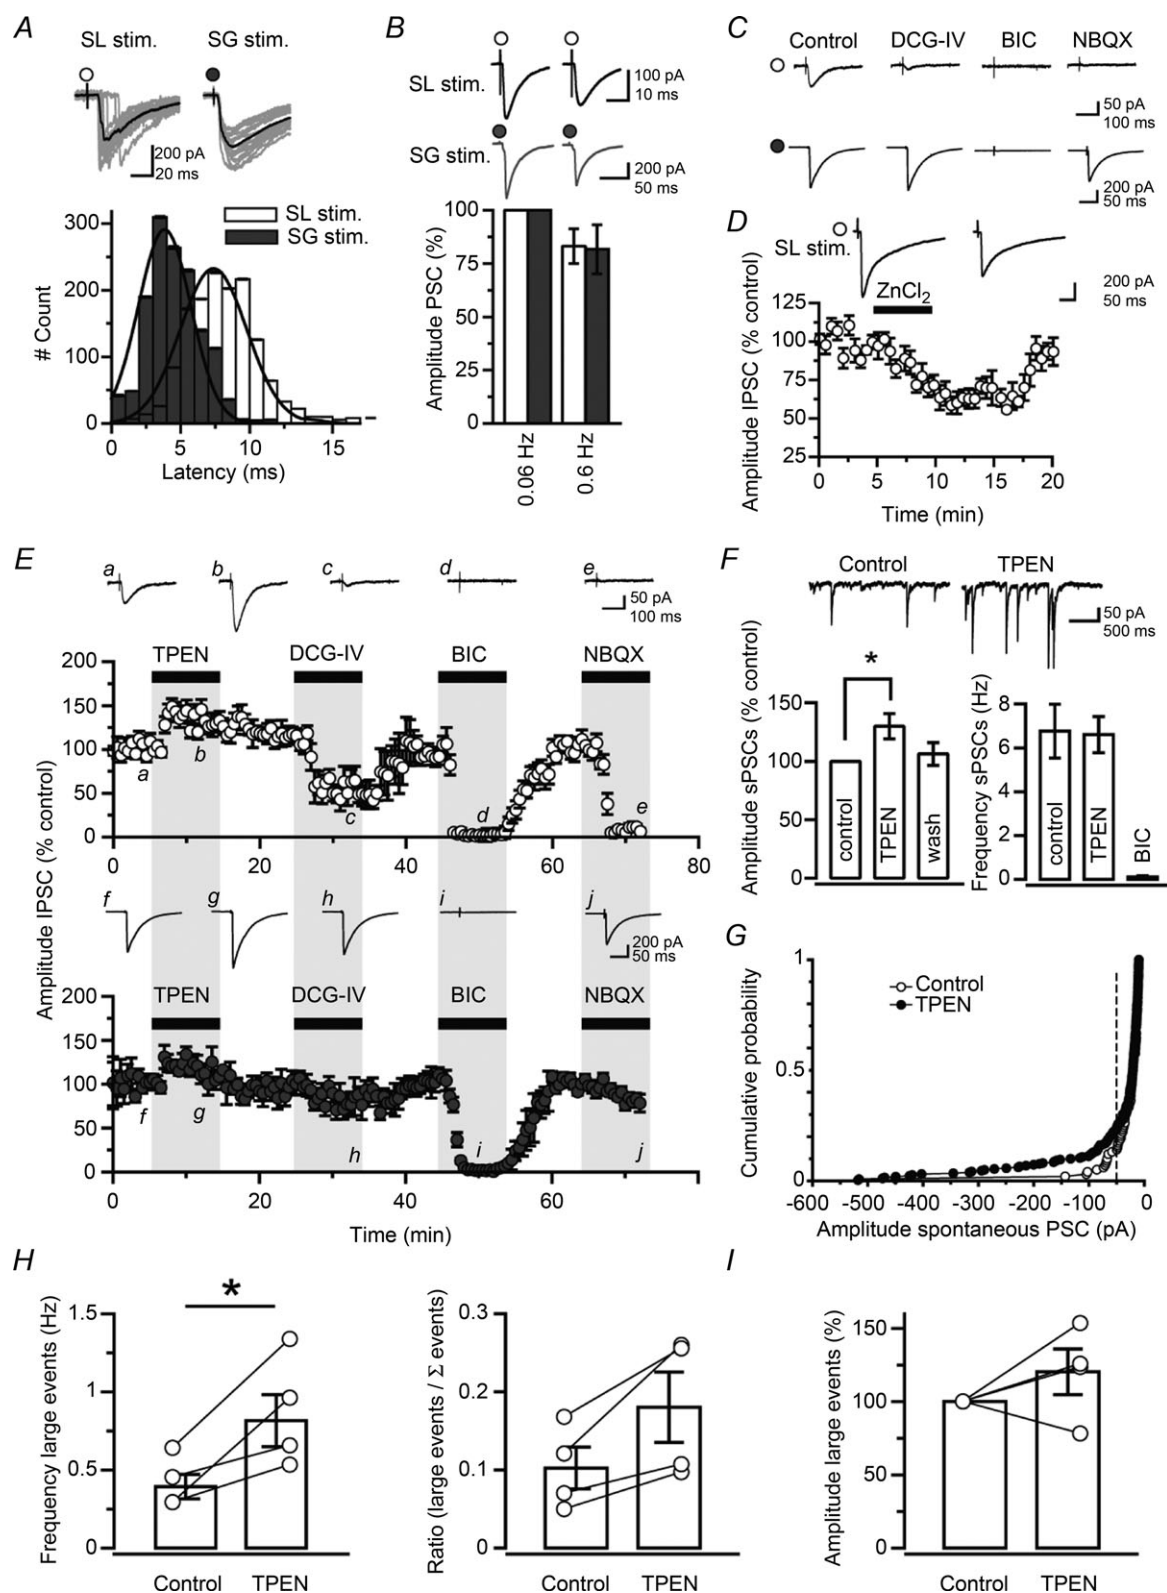 A
SL stim.
SG stim.
200 pA
20 ms
SL stim.
SG stim.
300
200
100
0
# Count
0
5
10
15
Latency (ms)
B
SL stim.
100 pA
10 ms
SG stim.
200 pA
50 ms
100
75
50
25
0
Amplitude PSC (%)
0.06 Hz
0.6 Hz
C
Control
DCG-IV
BIC
NBQX
50 pA
100 ms
200 pA
50 ms
D
SL stim.
200 pA
50 ms
ZnCl2
125
100
75
50
25
Amplitude IPSC (% control)
0
5
10
15
20
Time (min)
E
a
b
c
d
e
50 pA
100 ms
TPEN
DCG-IV
BIC
NBQX
200
150
100
50
0
a
b
c
d
e
0
20
40
60
80
Amplitude IPSC (% control)
f
g
h
i
j
200 pA
50 ms
TPEN
DCG-IV
BIC
NBQX
200
150
100
50
0
f
g
h
i
j
0
20
40
60
80
Time (min)
F
Control
TPEN
50 pA
500 ms
*
150
100
50
0
Amplitude sPSCs (% control)
control
TPEN
wash
8
6
4
2
0
Frequency sPSCs (Hz)
control
TPEN
BIC
G
1
0.5
0
Cumulative probability
Control
TPEN
-600
-500
-400
-300
-200
-100
0
Amplitude spontaneous PSC (pA)
H
*
1.5
1
0.5
0
Frequency large events (Hz)
Control
TPEN
0.3
0.2
0.1
0
Ratio (large events / Σ events)
Control
TPEN
I
150
100
50
0
Amplitude large events (%)
Control
TPEN